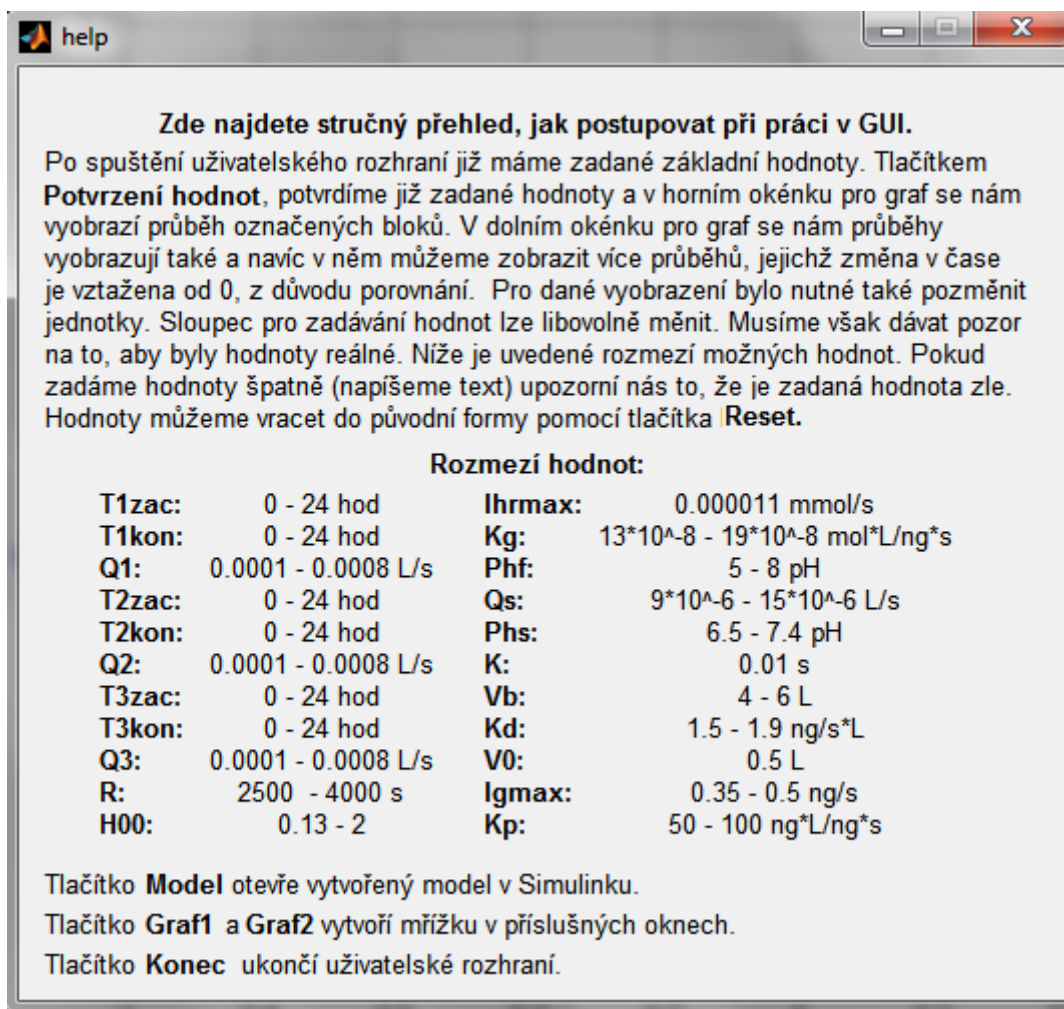 help
Zde najdete stručný přehled, jak postupovat při práci v GUI.
Po spuštění uživatelského rozhraní již máme zadané základní hodnoty. Tlačítkem
Potvrzení hodnot, potvrdíme již zadané hodnoty a v horním okénku pro graf se nám
vyobrazí průběh označených bloků. V dolním okénku pro graf se nám průběhy
vyobrazují také a navíc v něm můžeme zobrazit více průběhů, jejichž změna v čase
je vztažena od 0, z důvodu porovnání.  Pro dané vyobrazení bylo nutné také pozměnit
jednotky. Sloupec pro zadávání hodnot lze libovolně měnit. Musíme však dávat pozor
na to, aby byly hodnoty reálné. Níže je uvedené rozmezí možných hodnot. Pokud
zadáme hodnoty špatně (napíšeme text) upozorní nás to, že je zadaná hodnota zle.
Hodnoty můžeme vracet do původní formy pomocí tlačítka Reset.
Rozmezí hodnot:
T1zac: 0 - 24 hod Ihrmax: 0.000011 mmol/s
T1kon: 0 - 24 hod Kg: 13*10^-8 - 19*10^-8 mol*L/ng*s
Q1: 0.0001 - 0.0008 L/s Phf: 5 - 8 pH
T2zac: 0 - 24 hod Qs: 9*10^-6 - 15*10^-6 L/s
T2kon: 0 - 24 hod Phs: 6.5 - 7.4 pH
Q2: 0.0001 - 0.0008 L/s K: 0.01 s
T3zac: 0 - 24 hod Vb: 4 - 6 L
T3kon: 0 - 24 hod Kd: 1.5 - 1.9 ng/s*L
Q3: 0.0001 - 0.0008 L/s V0: 0.5 L
R: 2500  - 4000 s Igmax: 0.35 - 0.5 ng/s
H00: 0.13 - 2 Kp: 50 - 100 ng*L/ng*s
Tlačítko Model otevře vytvořený model v Simulinku.
Tlačítko Graf1 a Graf2 vytvoří mřížku v příslušných oknech.
Tlačítko Konec ukončí uživatelské rozhraní.